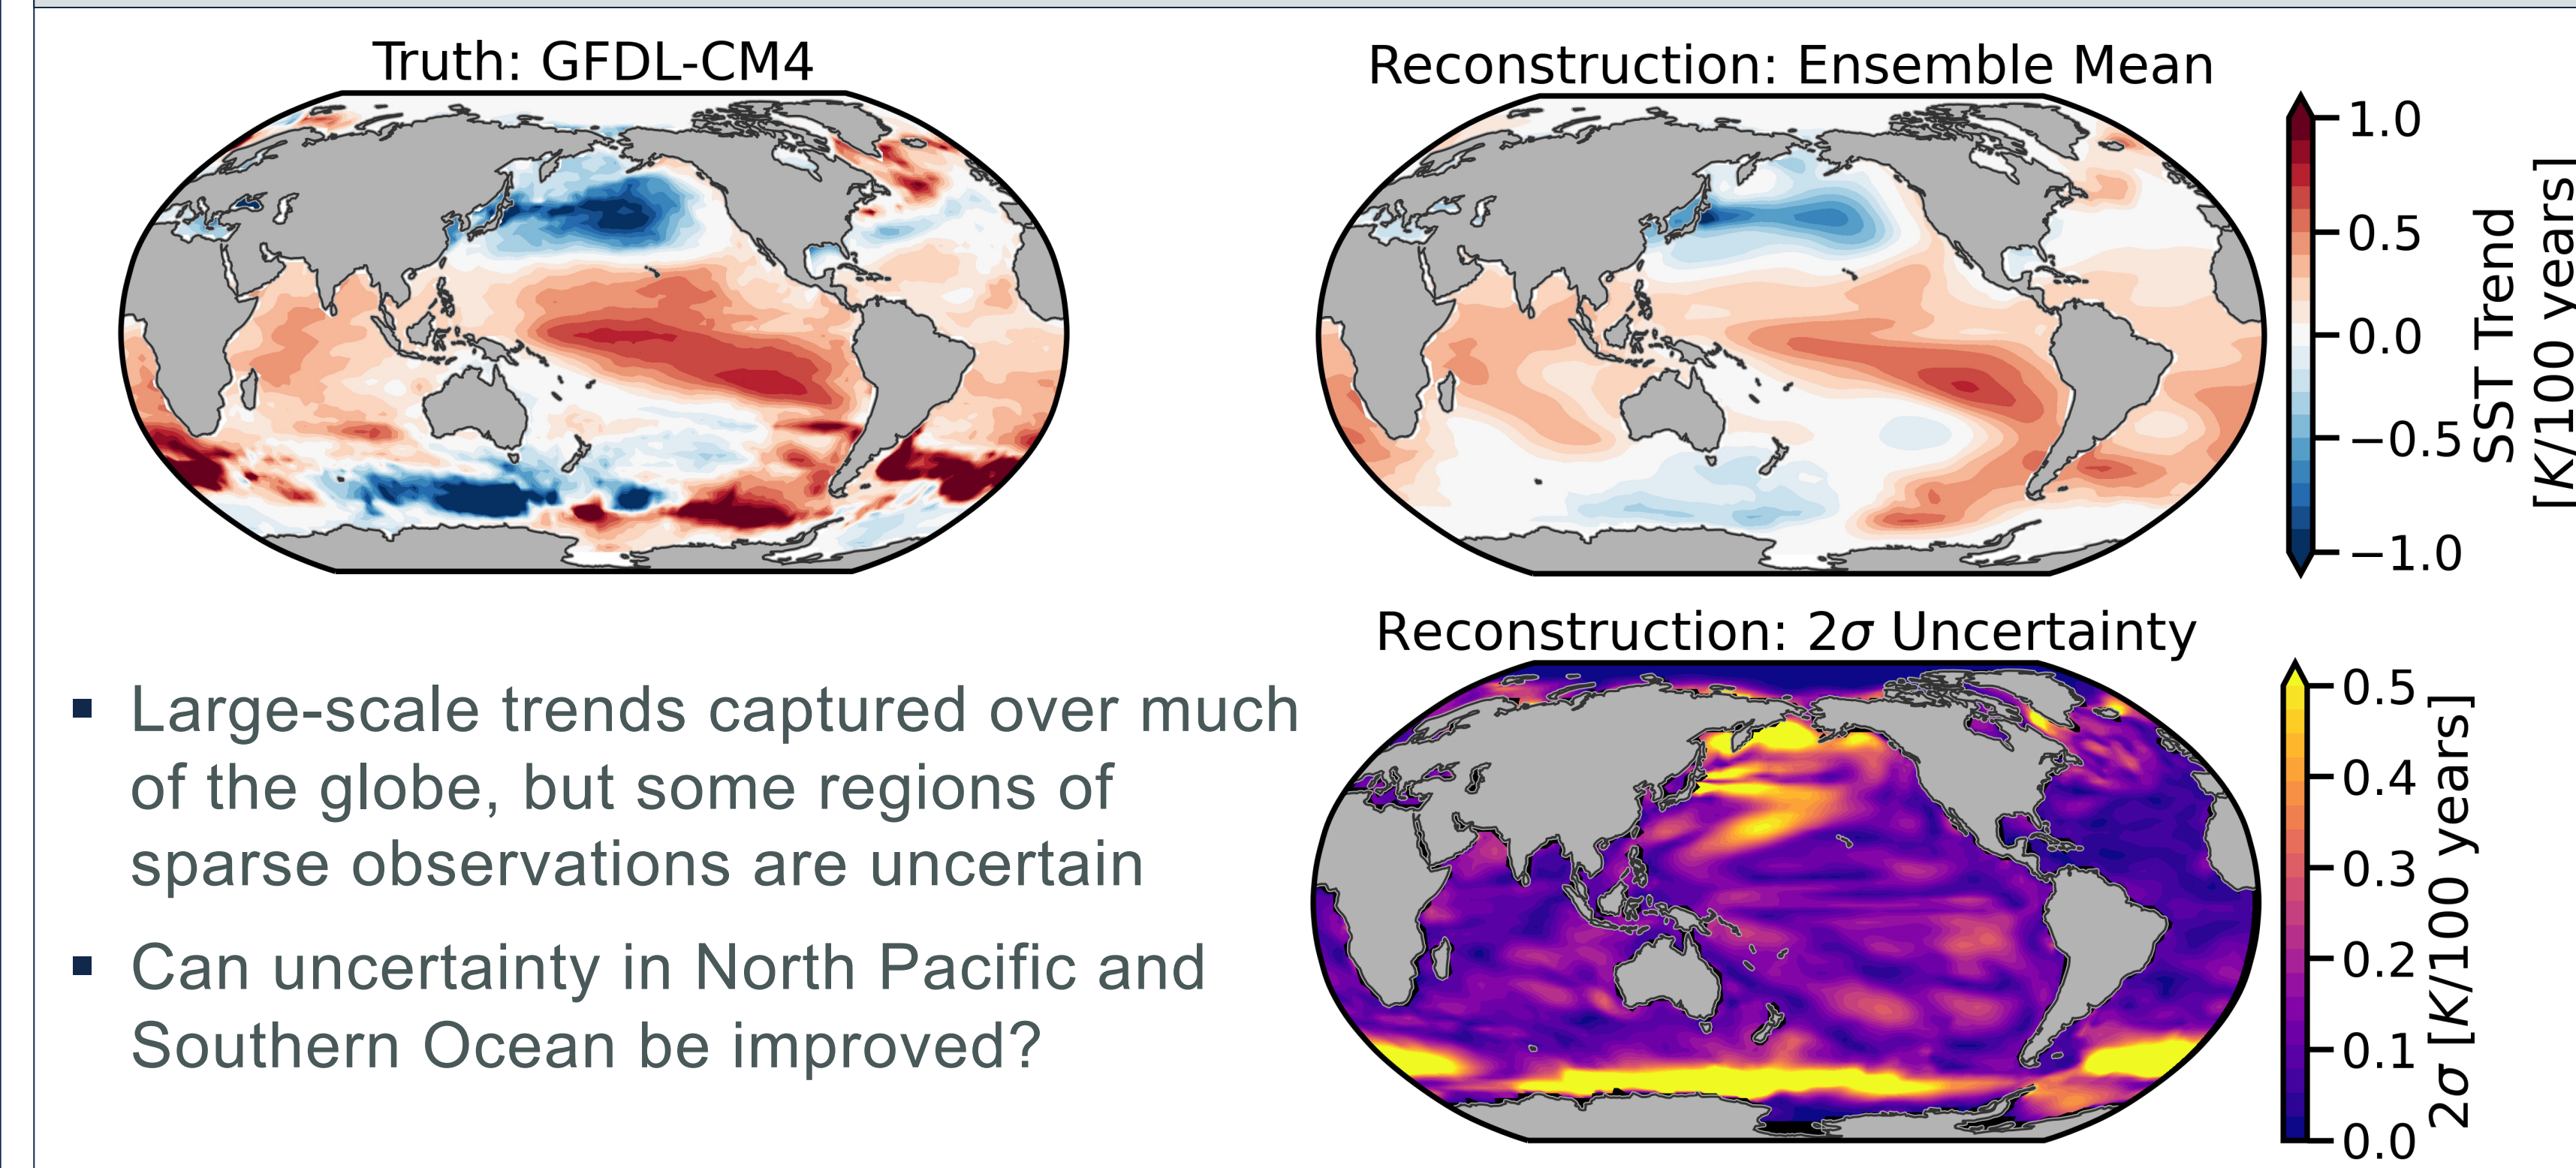 Truth: GFDL-CM4
Reconstruction: Ensemble Mean
1.0
0.5
0.0
−0.5
−1.0
SST Trend
[K/100 years]
Large-scale trends captured over much
of the globe, but some regions of
sparse observations are uncertain
Can uncertainty in North Pacific and
Southern Ocean be improved?
Reconstruction: 2σ Uncertainty
0.5
0.4
0.3
0.2
0.1
0.0
2σ [K/100 years]